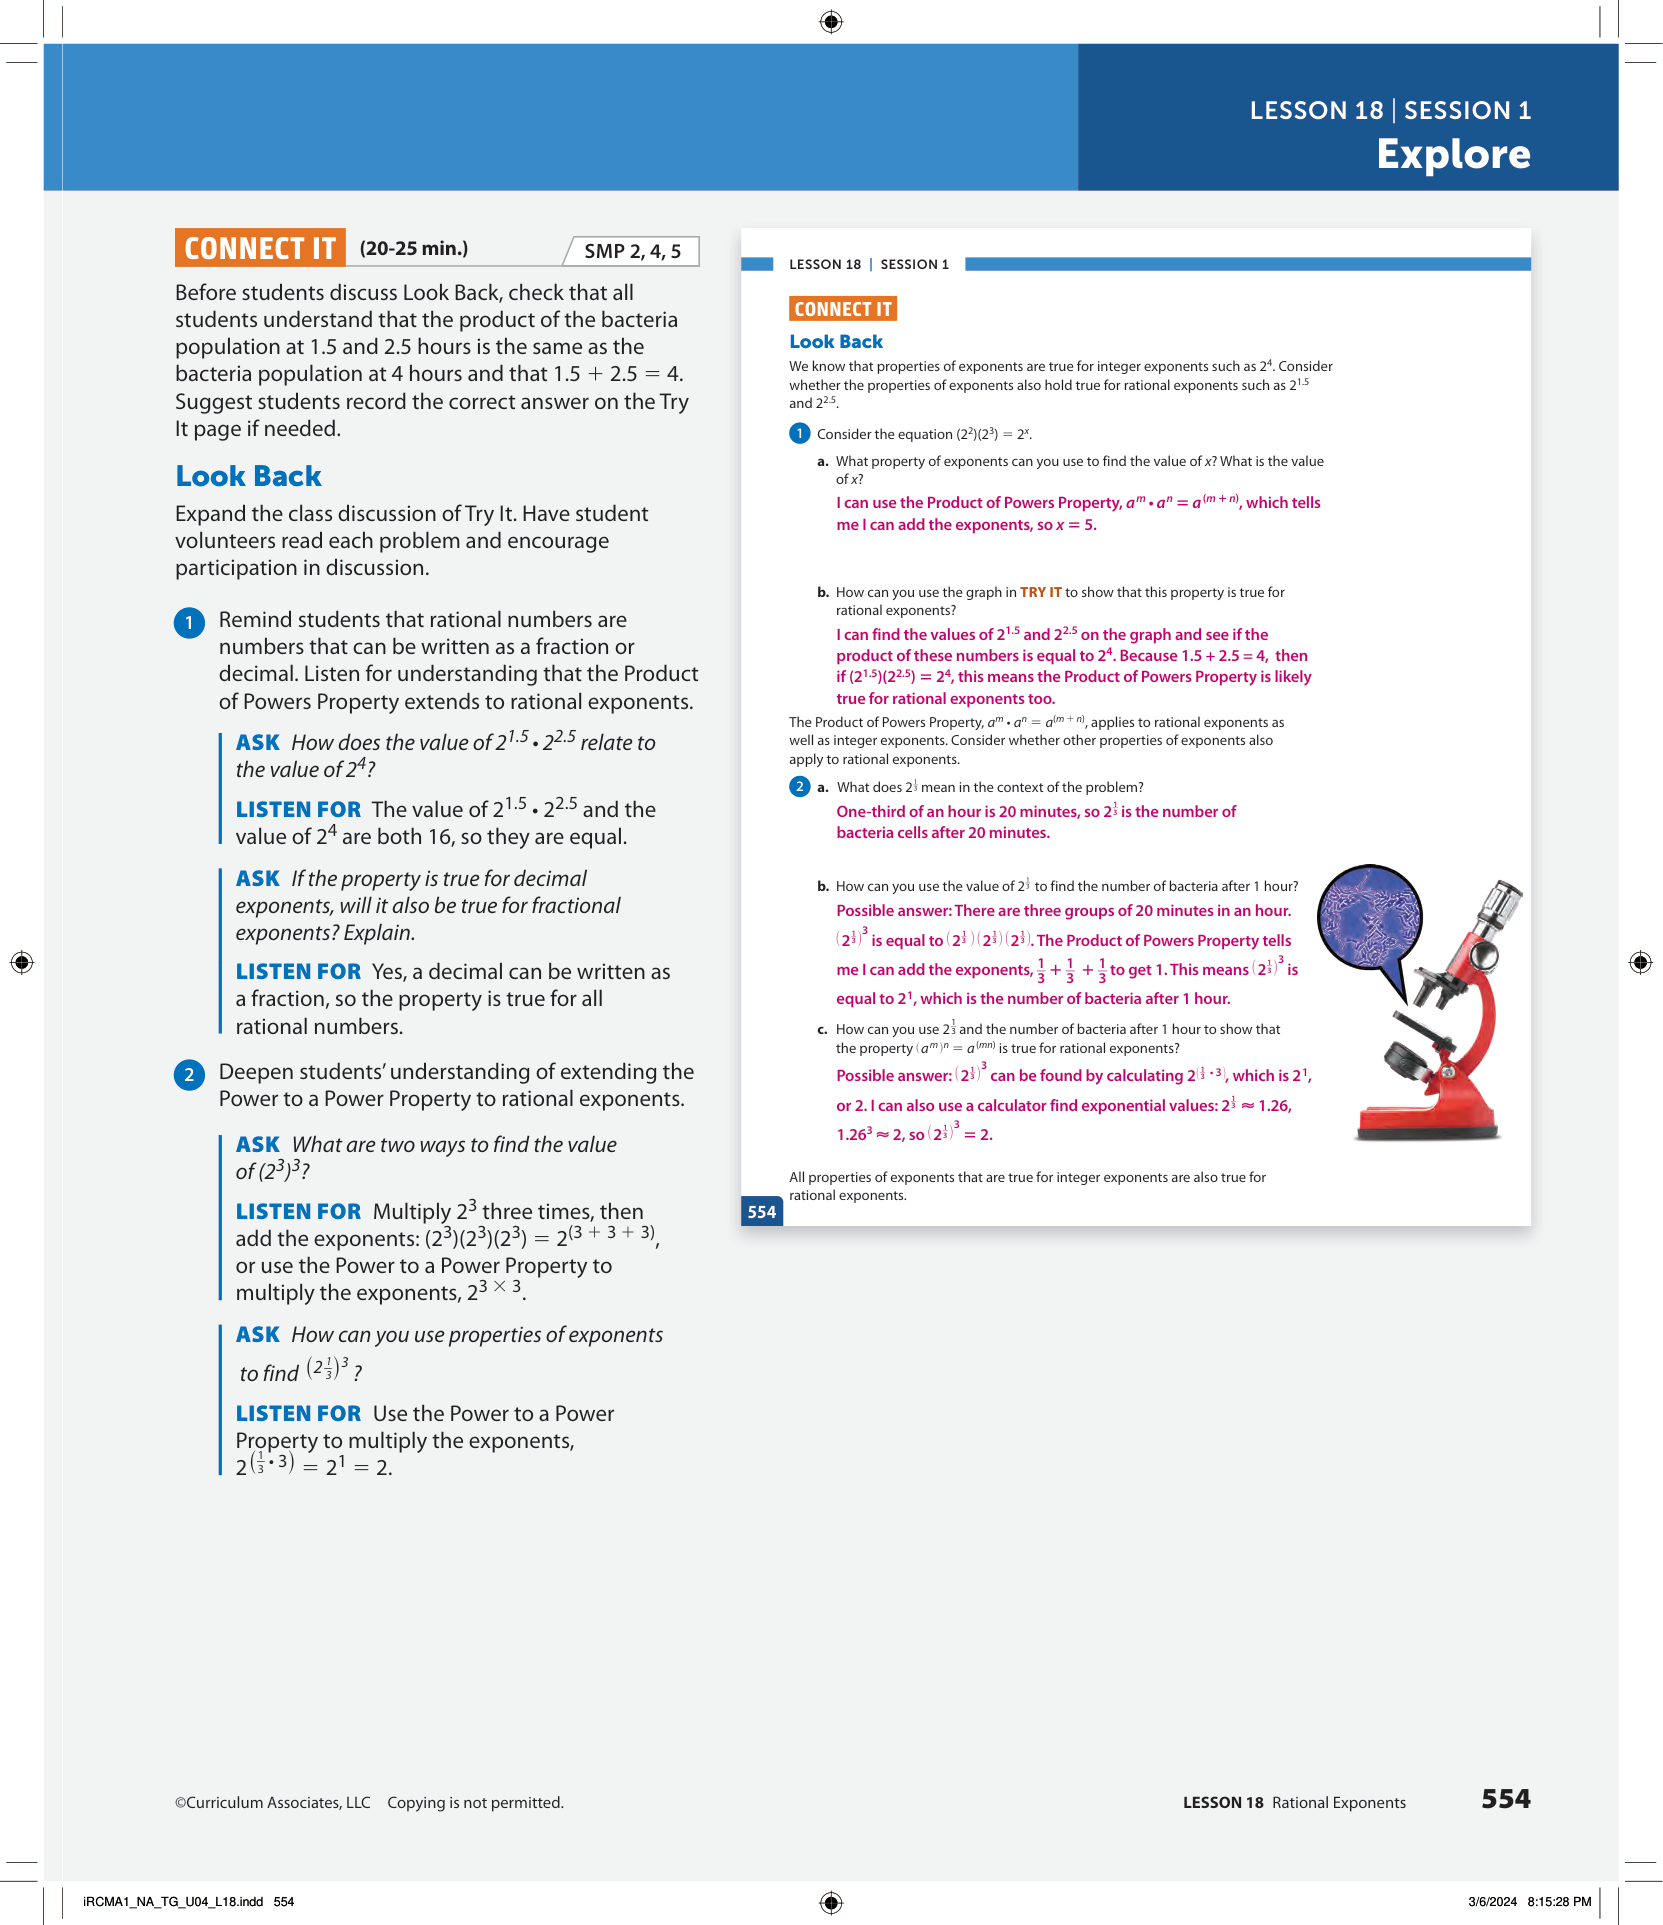 LESSON 18 | SESSION 1
Explore
CONNECT IT (20-25 min.) SMP 2, 4, 5
Before students discuss Look Back, check that all
students understand that the product of the bacteria
population at 1.5 and 2.5 hours is the same as the
bacteria population at 4 hours and that 1.5 + 2.5 = 4.
Suggest students record the correct answer on the Try
It page if needed.
Look Back
Expand the class discussion of Try It. Have student
volunteers read each problem and encourage
participation in discussion.
1 Remind students that rational numbers are
numbers that can be written as a fraction or
decimal. Listen for understanding that the Product
of Powers Property extends to rational exponents.
ASK How does the value of 2^1.5 • 2^2.5 relate to
the value of 2^4?
LISTEN FOR The value of 2^1.5 • 2^2.5 and the
value of 2^4 are both 16, so they are equal.
ASK If the property is true for decimal
exponents, will it also be true for fractional
exponents? Explain.
LISTEN FOR Yes, a decimal can be written as
a fraction, so the property is true for all
rational numbers.
2 Deepen students’ understanding of extending the
Power to a Power Property to rational exponents.
ASK What are two ways to find the value
of (2^3)^3?
LISTEN FOR Multiply 2^3 three times, then
add the exponents: (2^3)(2^3)(2^3) = 2^(3 + 3 + 3),
or use the Power to a Power Property to
multiply the exponents, 2^3 × 3.
ASK How can you use properties of exponents
to find (2^1/3)^3 ?
LISTEN FOR Use the Power to a Power
Property to multiply the exponents,
2^(1/3 • 3) = 2^1 = 2.
LESSON 18 | SESSION 1
CONNECT IT
Look Back
We know that properties of exponents are true for integer exponents such as 2^4. Consider
whether the properties of exponents also hold true for rational exponents such as 2^1.5
and 2^2.5.
1 Consider the equation (2^2)(2^3) = 2^x.
a. What property of exponents can you use to find the value of x? What is the value
of x?
I can use the Product of Powers Property, a^m • a^n = a^(m + n), which tells
me I can add the exponents, so x = 5.
b. How can you use the graph in TRY IT to show that this property is true for
rational exponents?
I can find the values of 2^1.5 and 2^2.5 on the graph and see if the
product of these numbers is equal to 2^4. Because 1.5 + 2.5 = 4, then
if (2^1.5)(2^2.5) = 2^4, this means the Product of Powers Property is likely
true for rational exponents too.
The Product of Powers Property, a^m • a^n = a^(m + n), applies to rational exponents as
well as integer exponents. Consider whether other properties of exponents also
apply to rational exponents.
2 a. What does 2^1/3 mean in the context of the problem?
One-third of an hour is 20 minutes, so 2^1/3 is the number of
bacteria cells after 20 minutes.
b. How can you use the value of 2^1/3 to find the number of bacteria after 1 hour?
Possible answer: There are three groups of 20 minutes in an hour.
(2^1/3)^3 is equal to (2^1/3)(2^1/3)(2^1/3). The Product of Powers Property tells
me I can add the exponents, 1/3 + 1/3 + 1/3 to get 1. This means (2^1/3)^3 is
equal to 2^1, which is the number of bacteria after 1 hour.
c. How can you use 2^1/3 and the number of bacteria after 1 hour to show that
the property (a^m)^n = a^(mn) is true for rational exponents?
Possible answer: (2^1/3)^3 can be found by calculating 2^(1/3 • 3), which is 2^1,
or 2. I can also use a calculator find exponential values: 2^1/3 ≈ 1.26,
1.26^3 ≈ 2, so (2^1/3)^3 = 2.
All properties of exponents that are true for integer exponents are also true for
rational exponents.
554
©Curriculum Associates, LLC Copying is not permitted.
LESSON 18 Rational Exponents 554
iRCMA1_NA_TG_U04_L18.indd 554
3/6/2024 8:15:28 PM